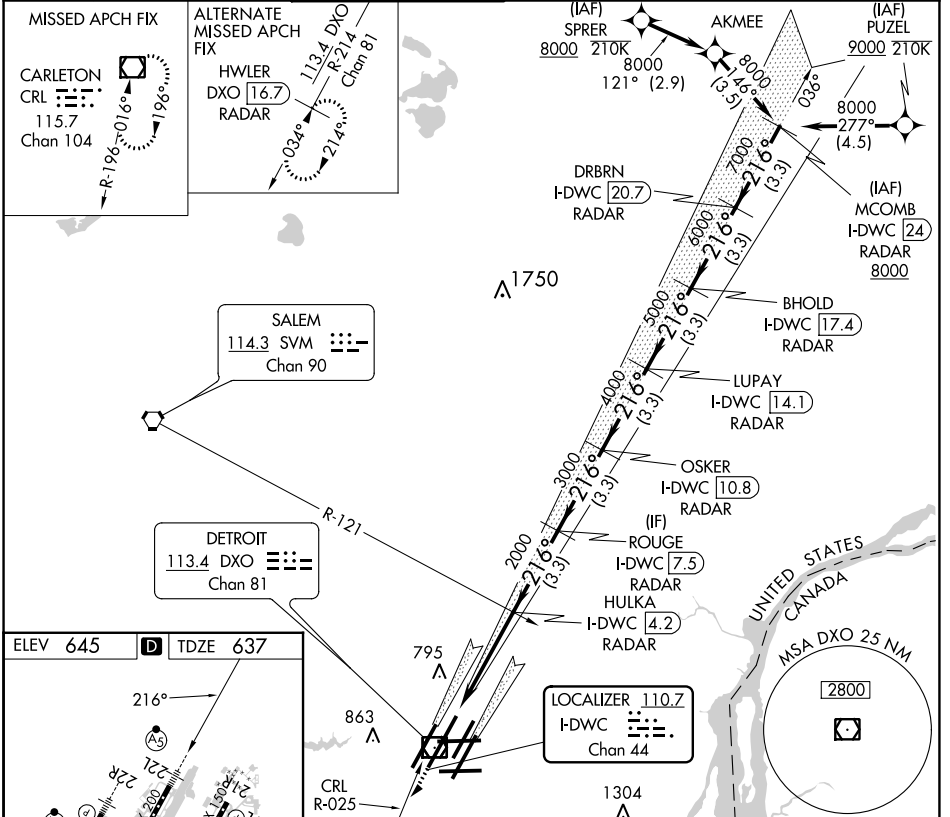 MISSED APCH FIX
CARLETON
CRL
115.7
Chan 104
R-196
016°
196°
ALTERNATE
MISSED APCH
FIX
HWLER
DXO 16.7
RADAR
113.4 DXO
R-214
Chan 81
034°
214°
(IAF)
SPRER
8000 210K
AKMEE
8000
121° (2.9)
8000
146°
(3.5)
036°
(IAF)
PUZEL
9000 210K
8000
277°
(4.5)
7000
216°
(3.3)
DRBRN
I-DWC 20.7
RADAR
(IAF)
MCOMB
I-DWC 24
RADAR
8000
6000
216°
(3.3)
1750
BHOLD
I-DWC 17.4
RADAR
5000
216°
(3.3)
SALEM
114.3 SVM
Chan 90
LUPAY
I-DWC 14.1
RADAR
4000
216°
(3.3)
OSKER
I-DWC 10.8
RADAR
3000
216°
(3.3)
R-121
(IF)
ROUGE
I-DWC 7.5
RADAR
2000
216°
(3.3)
DETROIT
113.4 DXO
Chan 81
HULKA
I-DWC 4.2
RADAR
UNITED STATES
CANADA
MSA DXO 25 NM
2800
ELEV 645 D TDZE 637
216°
A5
22R
22L
21R
795
863
LOCALIZER 110.7
I-DWC
Chan 44
CRL
R-025
1304